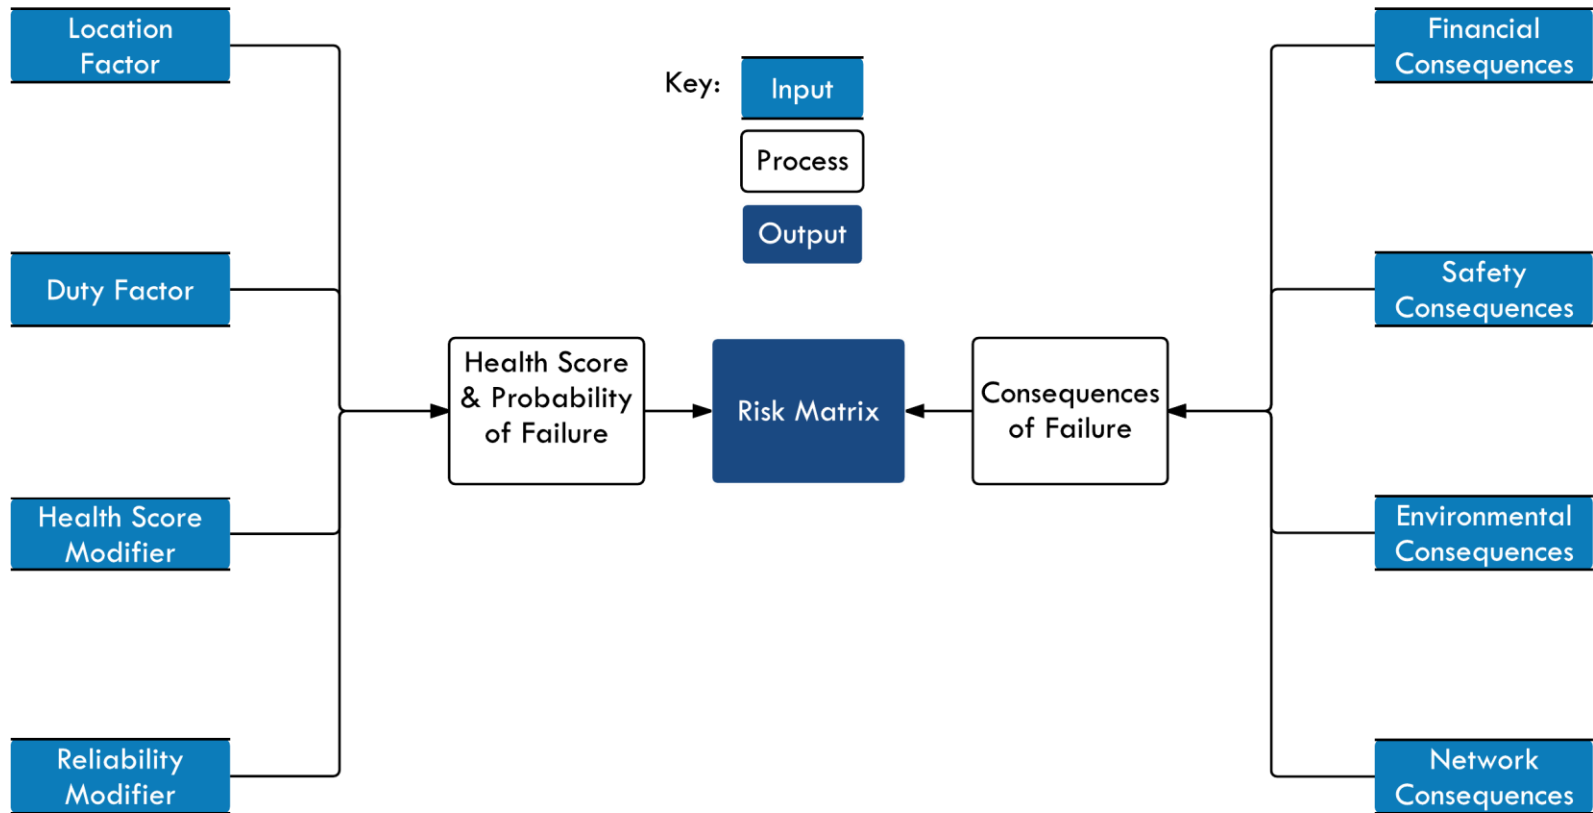 Location
Factor
Duty Factor
Health Score
Modifier
Reliability
Modifier
Key:
Input
Process
Output
Health Score
& Probability
of Failure
Risk Matrix
Consequences
of Failure
Financial
Consequences
Safety
Consequences
Environmental
Consequences
Network
Consequences